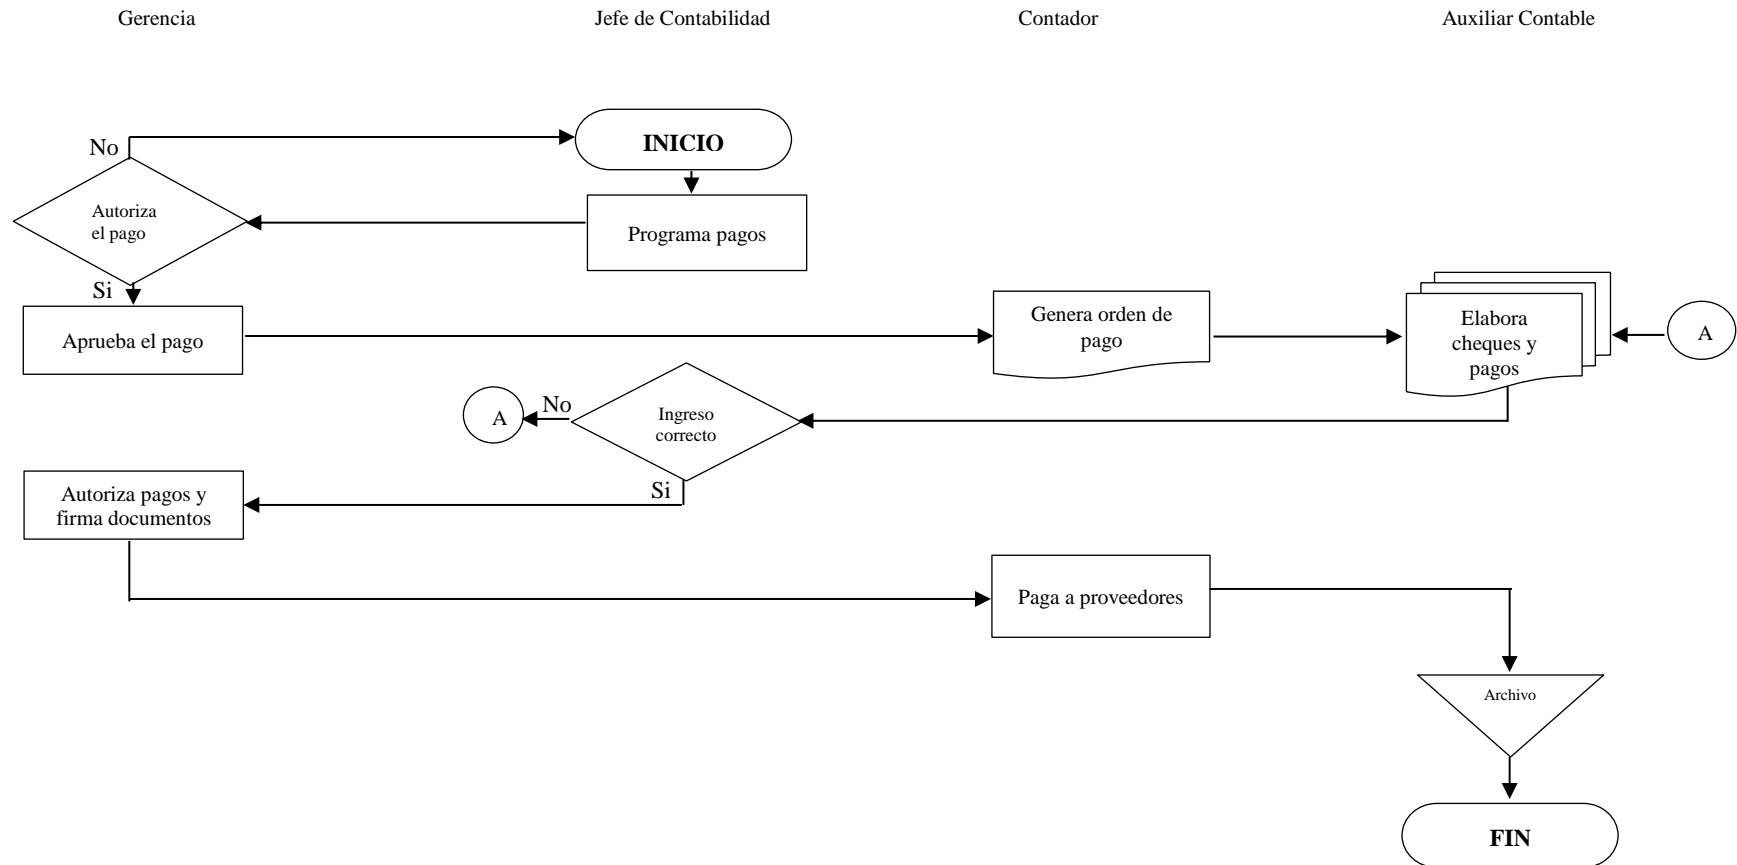 Gerencia
Jefe de Contabilidad
Contador
Auxiliar Contable
No
INICIO
Autoriza
el pago
Programa pagos
Si
Aprueba el pago
Genera orden de
pago
Elabora
cheques y
pagos
A
A
No
Ingreso
correcto
Si
Autoriza pagos y
firma documentos
Paga a proveedores
Archivo
FIN